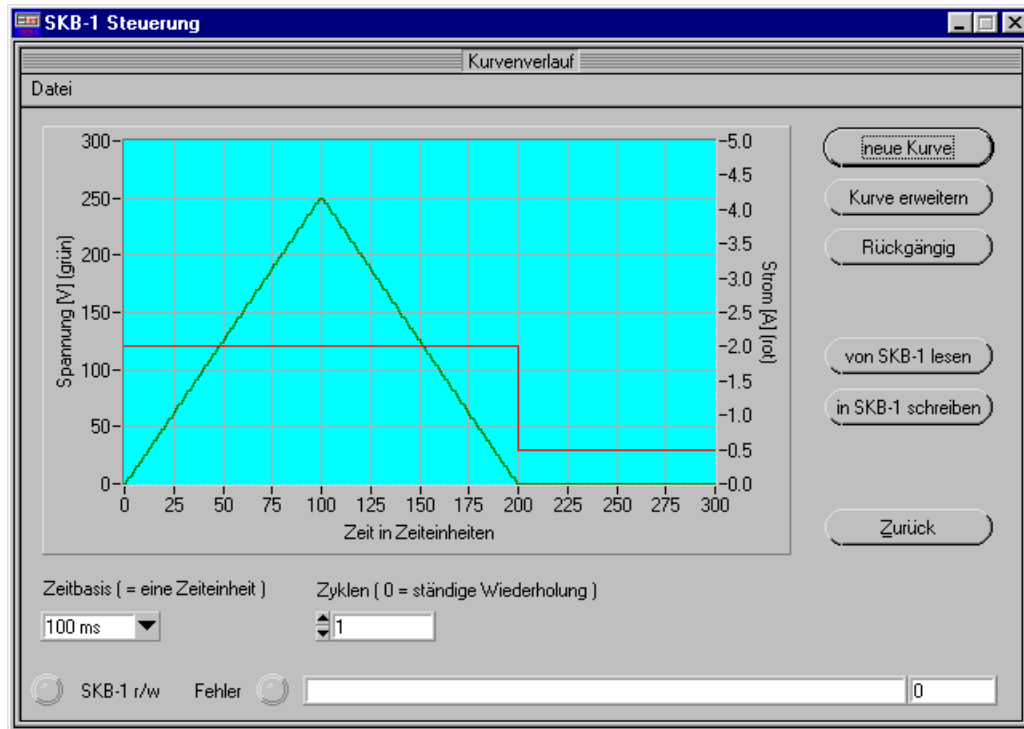 SKB-1 Steuerung
Kurvenverlauf
Datei
Spannung [V] (grün)
300
250
200
150
100
50
0
5.0
4.5
4.0
3.5
3.0
2.5
2.0
1.5
1.0
0.5
0.0
Strom [A] (rot)
0 25 50 75 100 125 150 175 200 225 250 275 300
Zeit in Zeiteinheiten
neue Kurve
Kurve erweitern
Rückgängig
von SKB-1 lesen
in SKB-1 schreiben
Zurück
Zeitbasis ( = eine Zeiteinheit ) Zyklen ( 0 = ständige Wiederholung )
100 ms 1
SKB-1 r/w Fehler 0